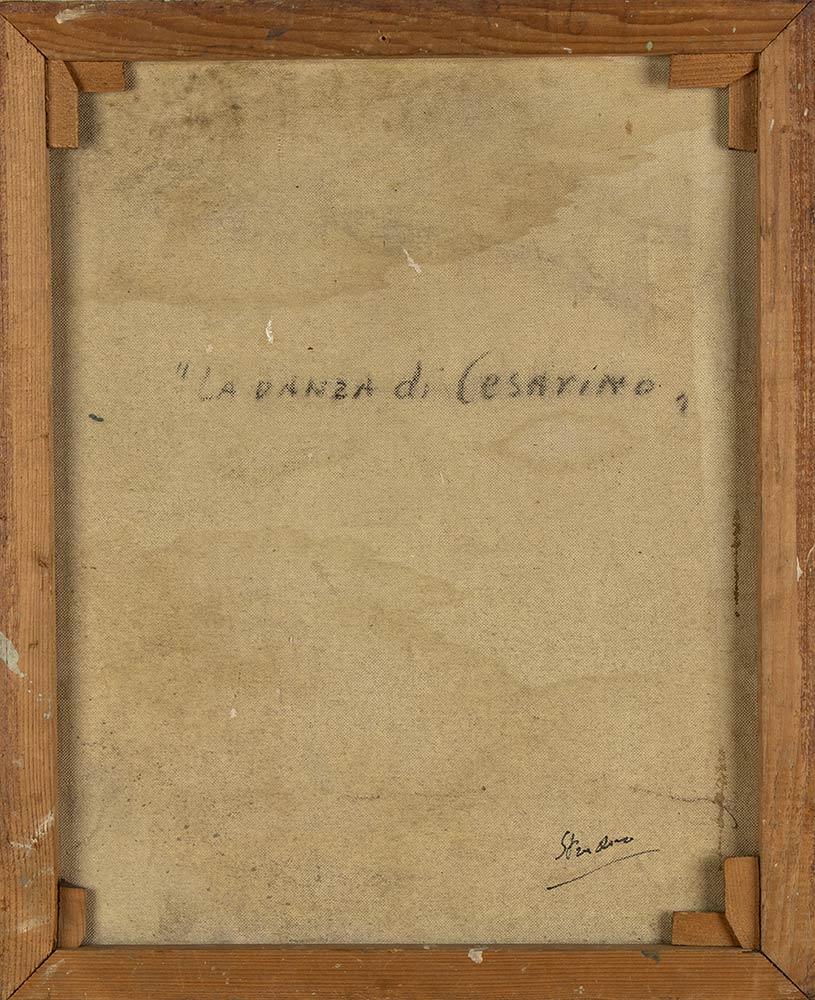 "LA DANZA di CESARINO,